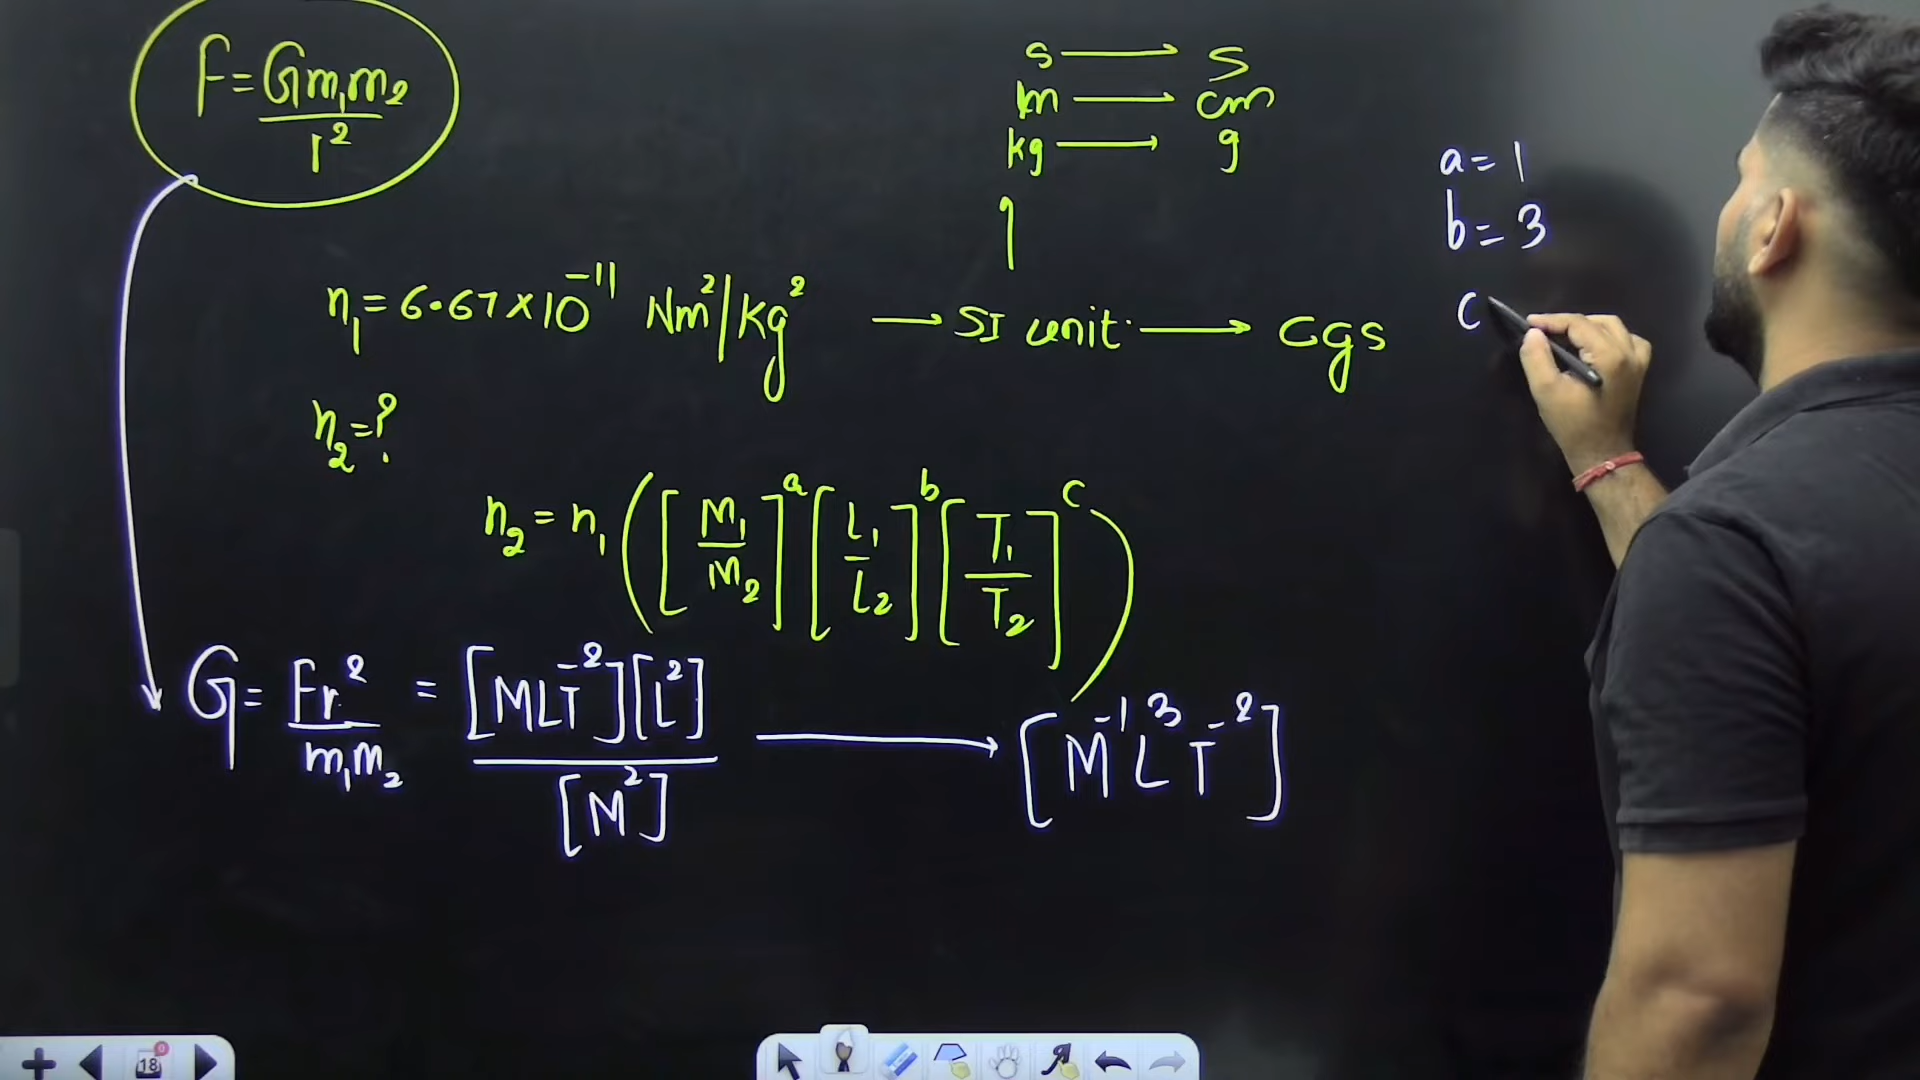 F = Gm₁m₂ / r²
s → s
m → cm
kg → g
a = 1
b = 3
c
n₁ = 6.67 × 10⁻¹¹ Nm²/kg² → SI unit → cgs
n₂ = ?
n₂ = n₁ ([M₁/M₂]ᵃ [L₁/L₂]ᵇ [T₁/T₂]ᶜ)
G = Fr²/m₁m₂ = [MLT⁻²][L²] / [M²] → [M⁻¹L³T⁻²]
18